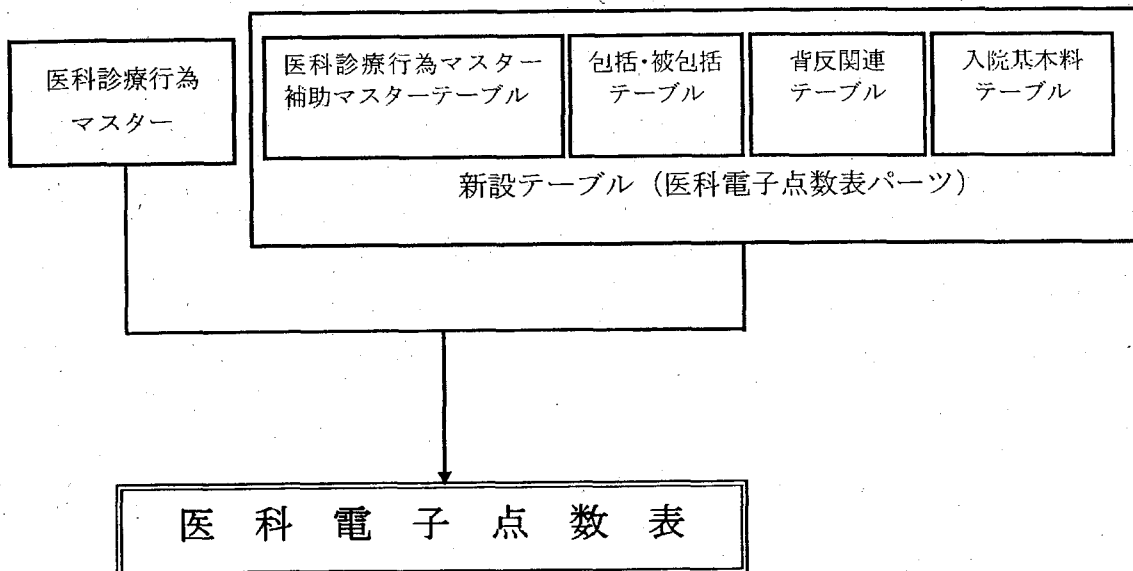 医科診療行為
マスター
医科診療行為マスター
補助マスターテーブル
包括・被包括
テーブル
背反関連
テーブル
入院基本料
テーブル
新設テーブル（医科電子点数表パーツ）
医科電子点数表